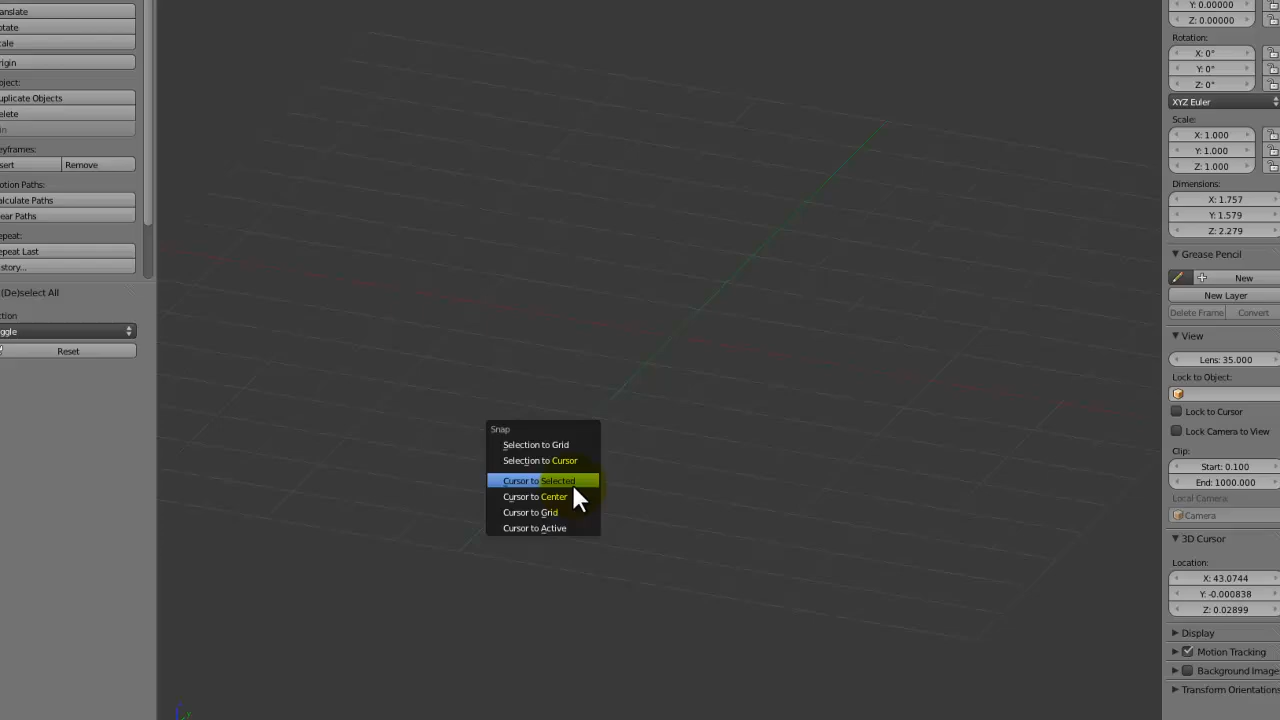 anslate
otate
cale
rigin
bject:
uplicate Objects
elete
in
eyframes:
sert Remove
otion Paths:
alculate Paths
ear Paths
epeat:
epeat Last
story...
(De)select All
ction
ggle
Reset
Snap
Selection to Grid
Selection to Cursor
Cursor to Selected
Cursor to Center
Cursor to Grid
Cursor to Active
Y: 0.00000
Z: 0.00000
Rotation:
X: 0°
Y: 0°
Z: 0°
XYZ Euler
Scale:
X: 1.000
Y: 1.000
Z: 1.000
Dimensions:
X: 1.757
Y: 1.579
Z: 2.279
Grease Pencil
New
New Layer
Delete Frame Convert
View
Lens: 35.000
Lock to Object:
Lock to Cursor
Lock Camera to View
Clip:
Start: 0.100
End: 1000.000
Local Camera:
Camera
3D Cursor
Location:
X: 43.0744
Y: -0.000838
Z: 0.02899
Display
Motion Tracking
Background Image
Transform Orientations